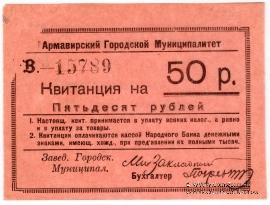 Армавирский Городской Муниципалитет
В.—15789
50 р.
Квитанция на
Пятьдесят рублей
1. Настоящ. квит. принимается в уплату всяких налог., а равно
и в уплату за товары.
2. Квитанции оплачиваются кассой Народного Банка денежными
знаками, имеющ. хожд., при предъявлении их полными тысяч.
Завед. Городск.
Муниципал.
Бухгалтер